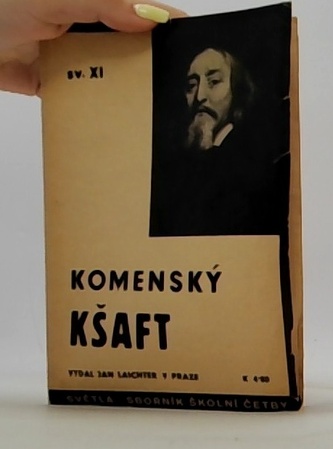 sv. XI
KOMENSKÝ
KŠAFT
VYDAL JAN LAICHTER V PRAZE K 4·80
SVĚTLA SBORNÍK ŠKOLNÍ ČETBY